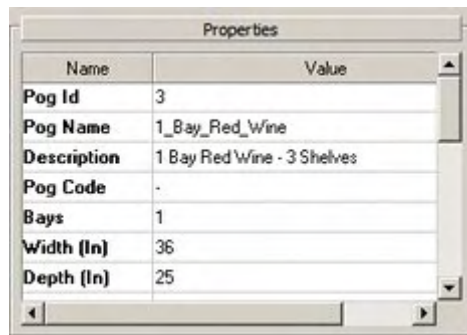 Properties
Name Value
Pog Id 3
Pog Name 1_Bay_Red_Wine
Description 1 Bay Red Wine - 3 Shelves
Pog Code -
Bays 1
Width (In) 36
Depth (In) 25